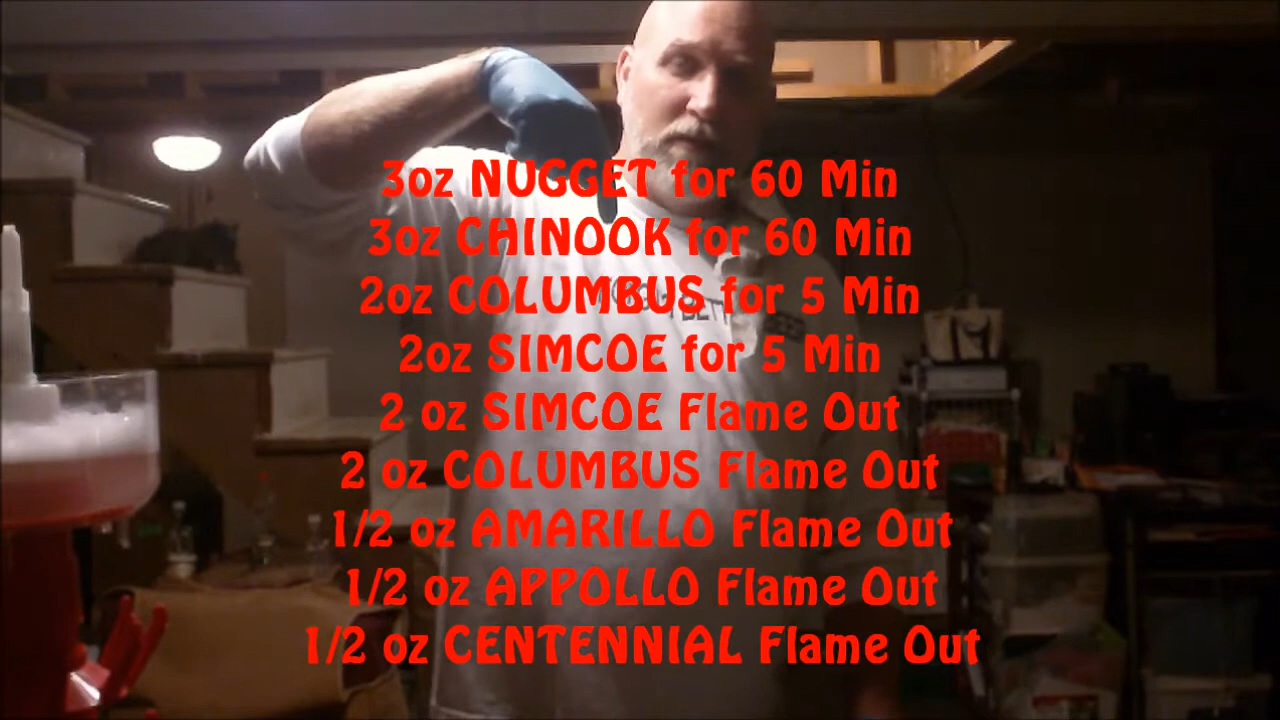 3oz NUGGET for 60 Min
3oz CHINOOK for 60 Min
2oz COLUMBUS for 5 Min
2oz SIMCOE for 5 Min
2 oz SIMCOE Flame Out
2 oz COLUMBUS Flame Out
1/2 oz AMARILLO Flame Out
1/2 oz APPOLLO Flame Out
1/2 oz CENTENNIAL Flame Out